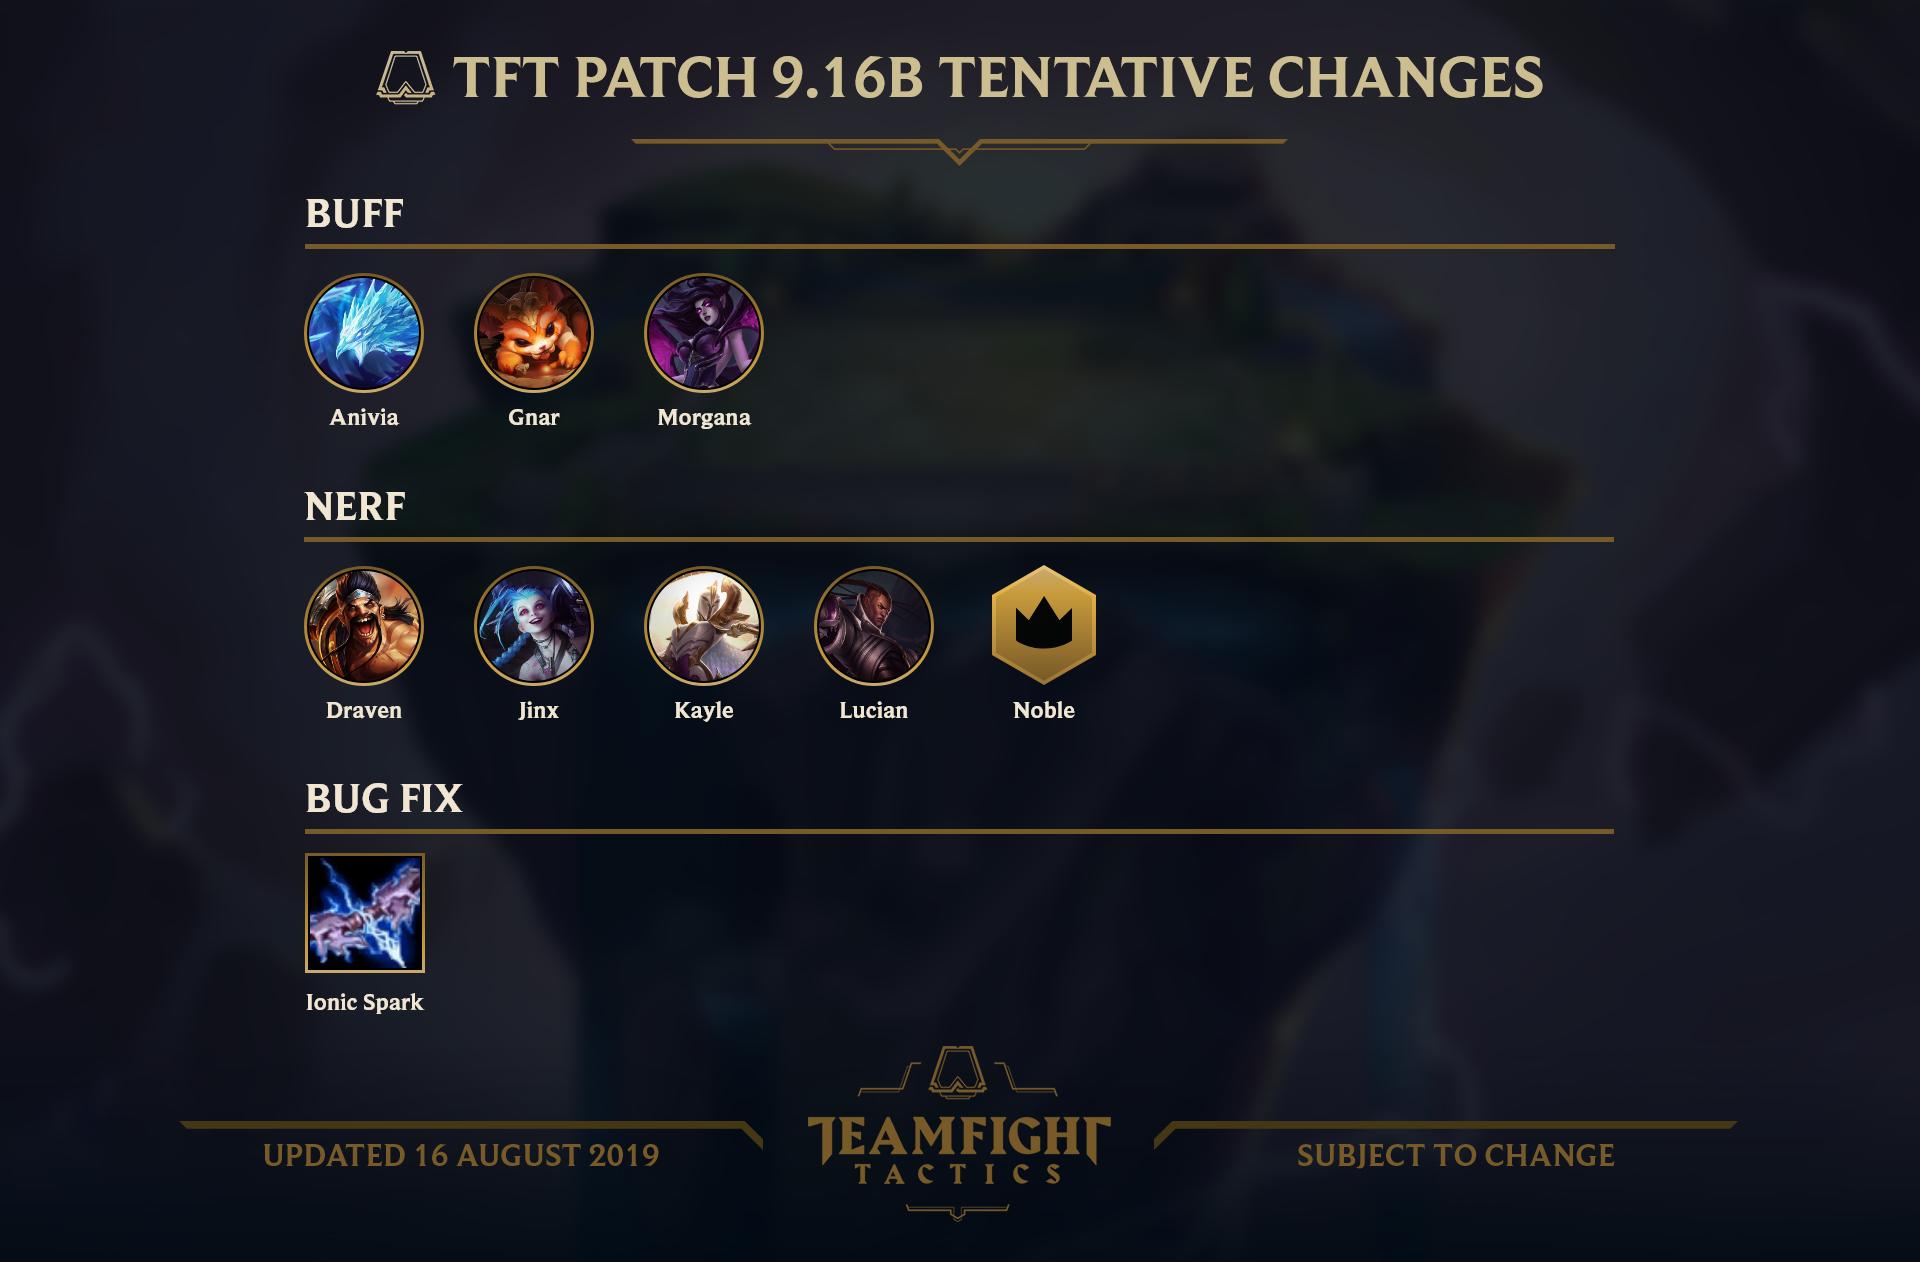 TFT PATCH 9.16B TENTATIVE CHANGES
BUFF
Anivia Gnar Morgana
NERF
Draven Jinx Kayle Lucian Noble
BUG FIX
Ionic Spark
UPDATED 16 AUGUST 2019
TEAMFIGHT
TACTICS
SUBJECT TO CHANGE